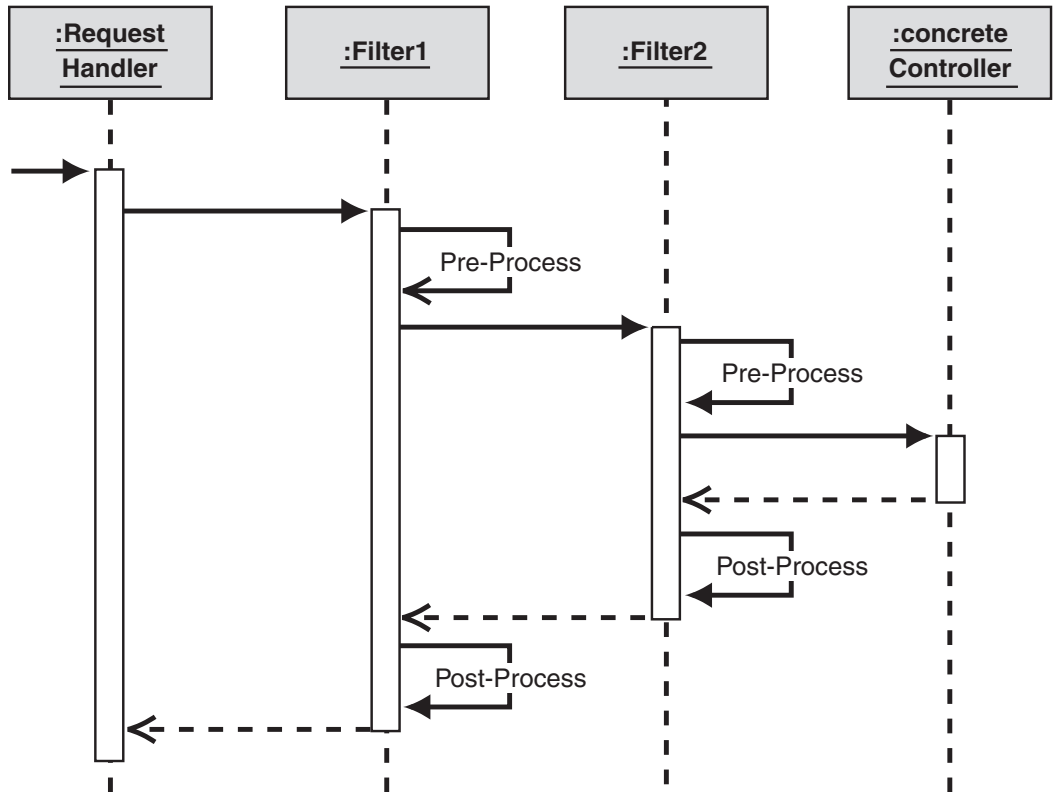 :Request
Handler
:Filter1
:Filter2
:concrete
Controller
Pre-Process
Pre-Process
Post-Process
Post-Process